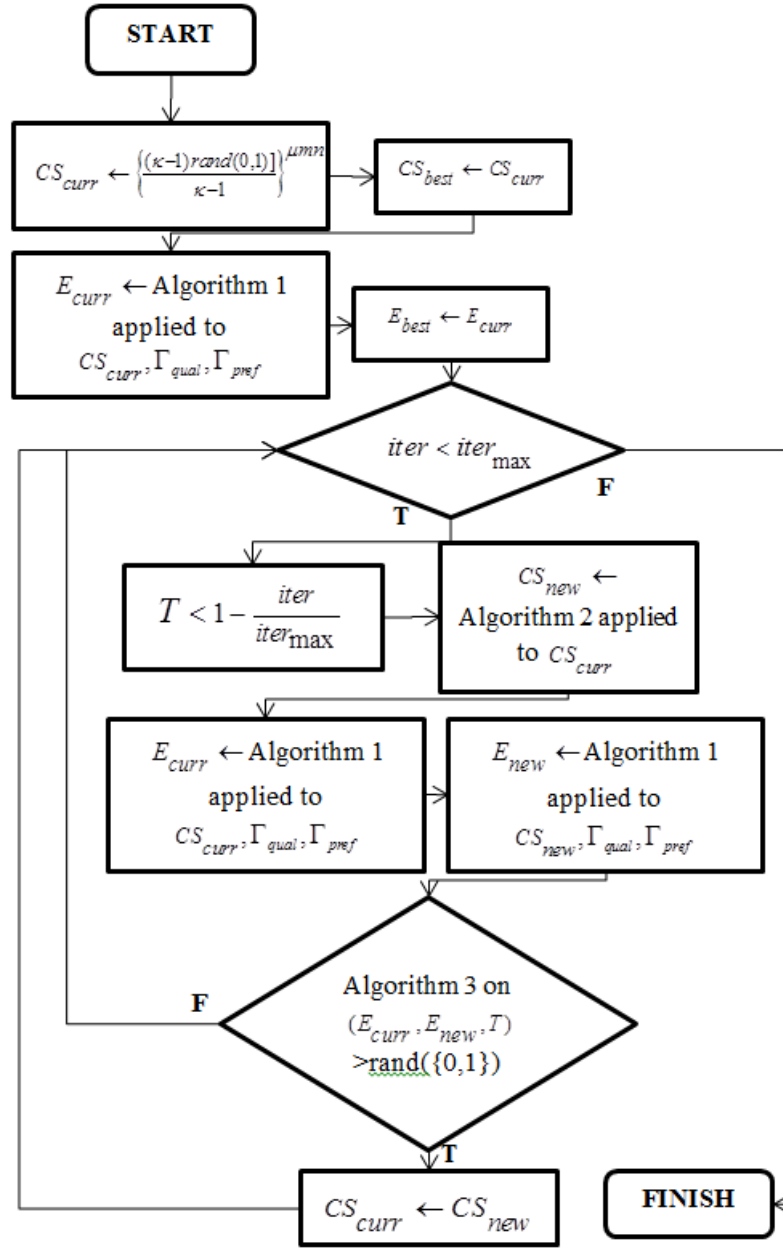 START
CS_curr ← {(κ-1)rand(0,1)] / κ-1}^μmn
CS_best ← CS_curr
E_curr ← Algorithm 1
applied to
CS_curr, Γ_qual, Γ_pref
E_best ← E_curr
iter < iter_max
T
F
T < 1 - iter / iter_max
CS_new ←
Algorithm 2 applied
to CS_curr
E_curr ← Algorithm 1
applied to
CS_curr, Γ_qual, Γ_pref
E_new ← Algorithm 1
applied to
CS_new, Γ_qual, Γ_pref
F
Algorithm 3 on
(E_curr, E_new, T)
>rand({0,1})
T
CS_curr ← CS_new
FINISH